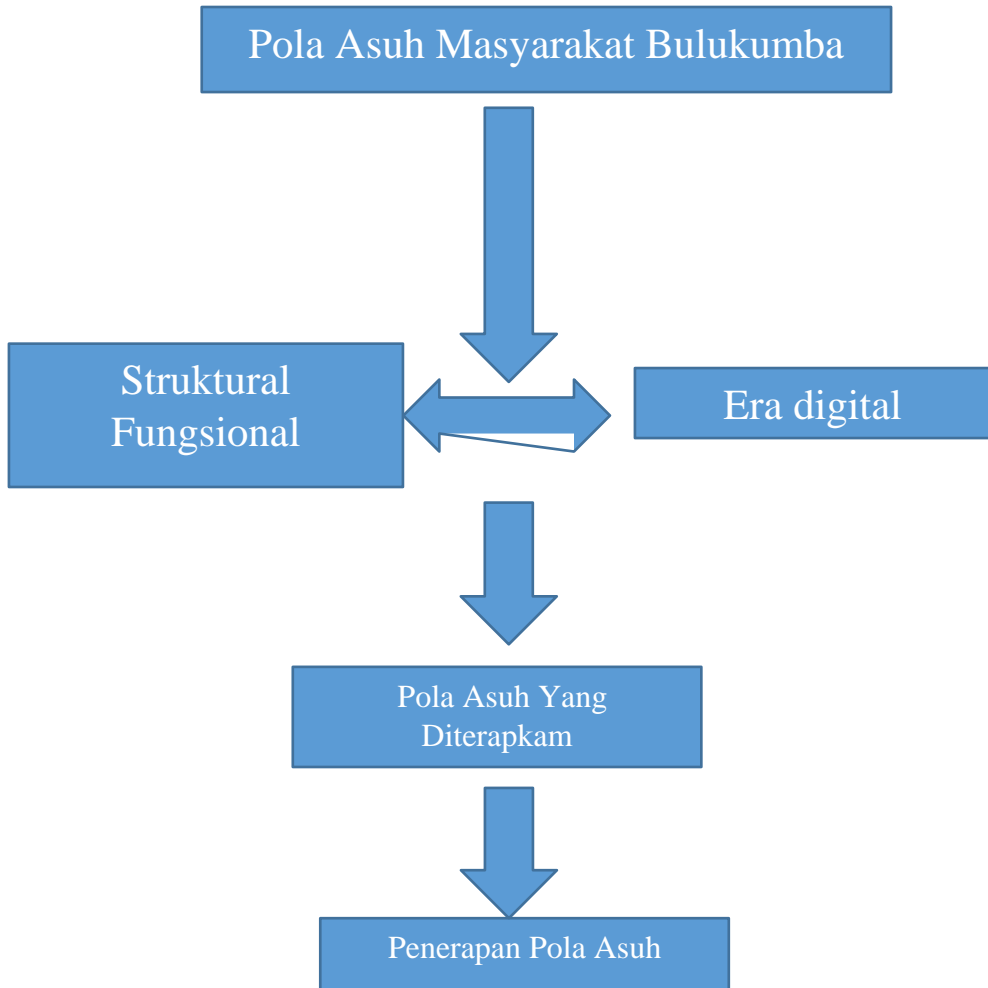 Pola Asuh Masyarakat Bulukumba
Struktural
Fungsional
Era digital
Pola Asuh Yang
Diterapkam
Penerapan Pola Asuh